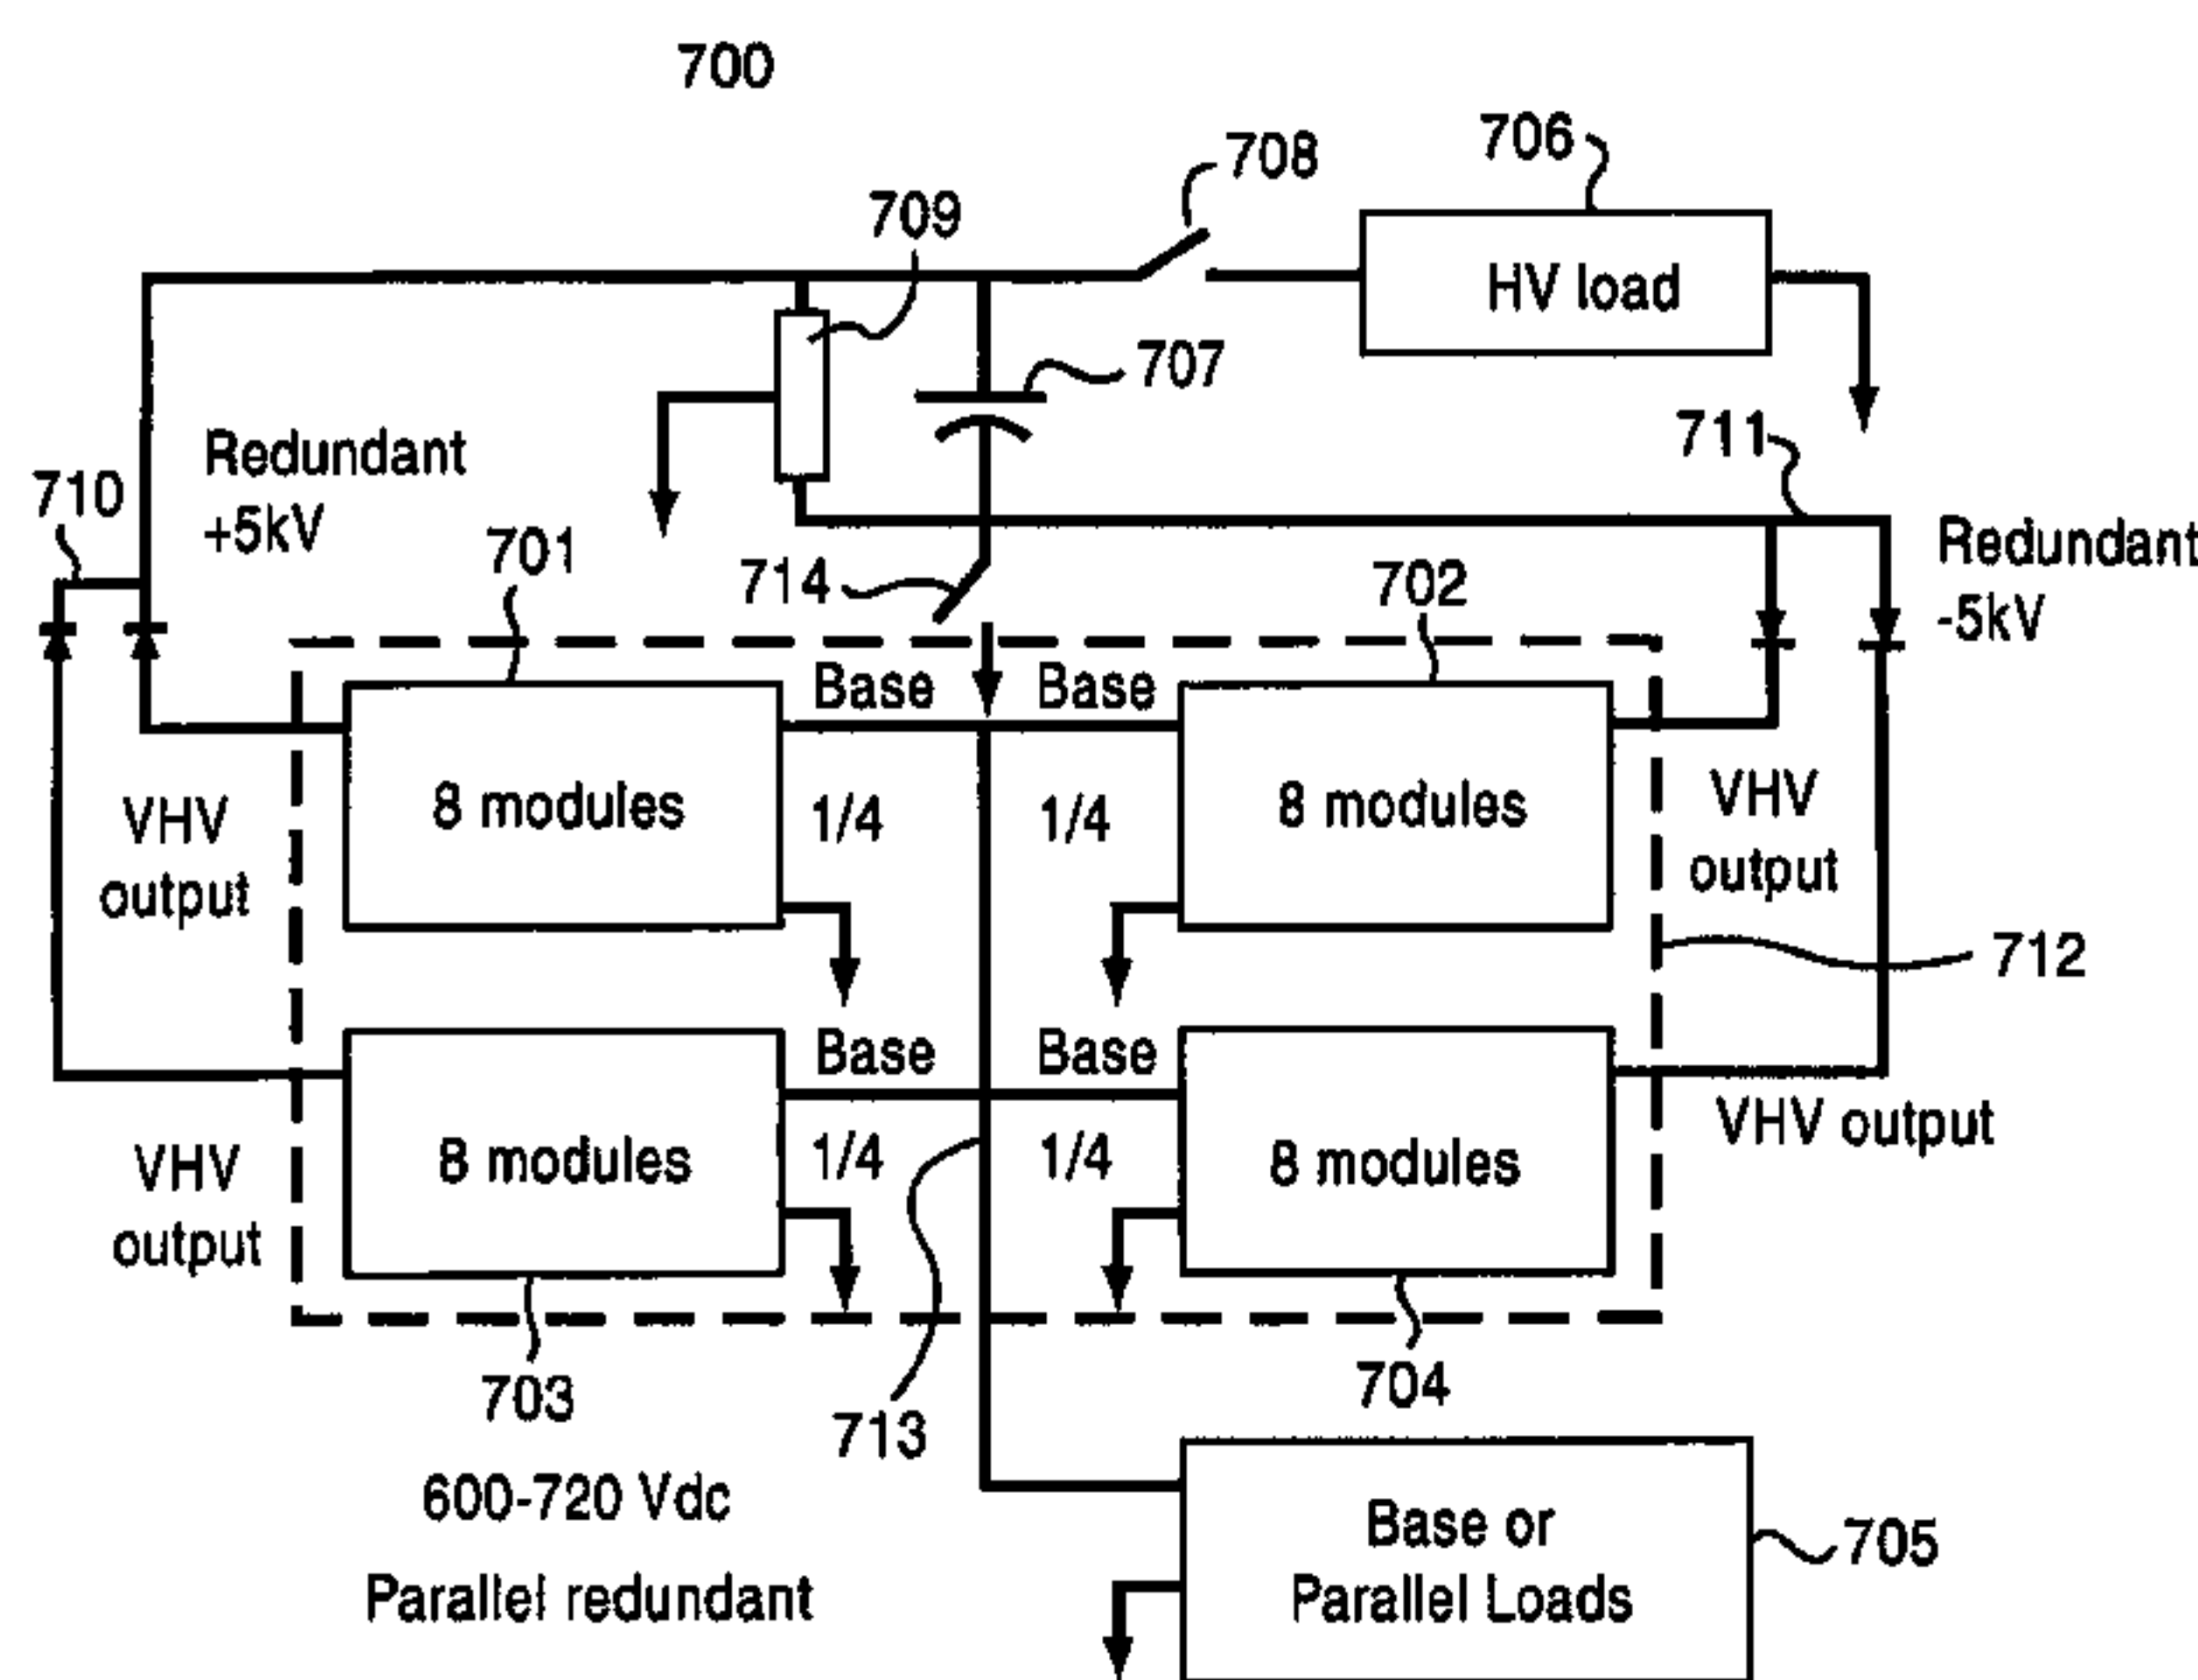 700
708
706
709
HV load
707
711
Redundant
+5kV
710
701
714
702
Redundant
-5kV
Base
Base
8 modules
1/4
1/4
8 modules
VHV
output
VHV
output
712
Base
Base
8 modules
1/4
1/4
8 modules
VHV output
VHV
output
703
713
704
600-720 Vdc
Parallel redundant
Base or
Parallel Loads
705